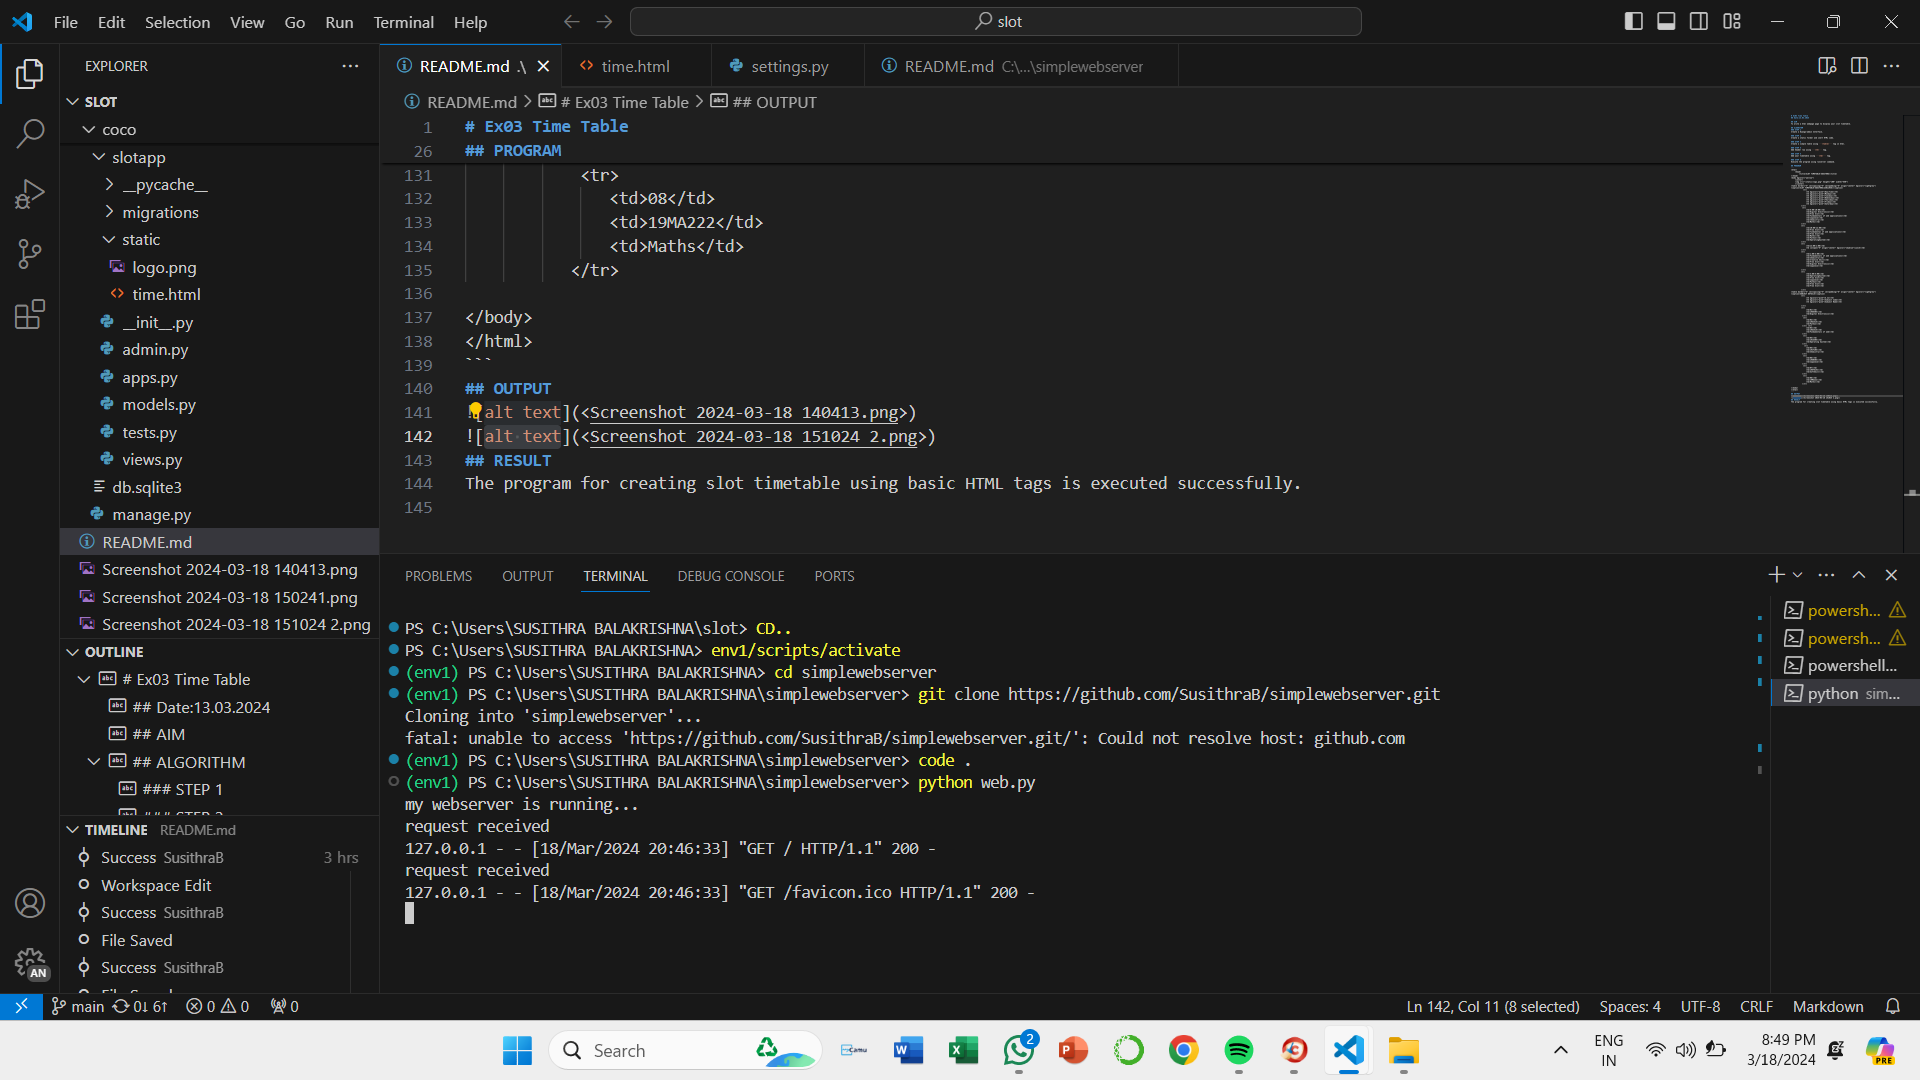 File Edit Selection View Go Run Terminal Help
slot
EXPLORER
SLOT
coco
slotapp
__pycache__
migrations
static
logo.png
time.html
__init__.py
admin.py
apps.py
models.py
tests.py
views.py
db.sqlite3
manage.py
README.md
Screenshot 2024-03-18 140413.png
Screenshot 2024-03-18 150241.png
Screenshot 2024-03-18 151024 2.png
OUTLINE
# Ex03 Time Table
## Date:13.03.2024
## AIM
## ALGORITHM
### STEP 1
TIMELINE README.md
Success SusithraB 3 hrs
Workspace Edit
Success SusithraB
File Saved
Success SusithraB
README.md .\ time.html settings.py README.md C:\...\simplewebserver
README.md > # Ex03 Time Table > ## OUTPUT
1 # Ex03 Time Table
26 ## PROGRAM
131 <tr>
132 <td>08</td>
133 <td>19MA222</td>
134 <td>Maths</td>
135 </tr>
136
137 </body>
138 </html>
139 ```
140 ## OUTPUT
141 ![alt text](<Screenshot 2024-03-18 140413.png>)
142 ![alt text](<Screenshot 2024-03-18 151024 2.png>)
143 ## RESULT
144 The program for creating slot timetable using basic HTML tags is executed successfully.
145
PROBLEMS OUTPUT TERMINAL DEBUG CONSOLE PORTS
PS C:\Users\SUSITHRA BALAKRISHNA\slot> CD..
PS C:\Users\SUSITHRA BALAKRISHNA> env1/scripts/activate
(env1) PS C:\Users\SUSITHRA BALAKRISHNA> cd simplewebserver
(env1) PS C:\Users\SUSITHRA BALAKRISHNA\simplewebserver> git clone https://github.com/SusithraB/simplewebserver.git
Cloning into 'simplewebserver'...
fatal: unable to access 'https://github.com/SusithraB/simplewebserver.git/': Could not resolve host: github.com
(env1) PS C:\Users\SUSITHRA BALAKRISHNA\simplewebserver> code .
(env1) PS C:\Users\SUSITHRA BALAKRISHNA\simplewebserver> python web.py
my webserver is running...
request received
127.0.0.1 - - [18/Mar/2024 20:46:33] "GET / HTTP/1.1" 200 -
request received
127.0.0.1 - - [18/Mar/2024 20:46:33] "GET /favicon.ico HTTP/1.1" 200 -
powersh...
powersh...
powershell...
python sim...
AN
main 0↓ 6↑ 0 0 0
Ln 142, Col 11 (8 selected) Spaces: 4 UTF-8 CRLF Markdown
Search
Camu
2
ENG
IN
8:49 PM
3/18/2024
PRE